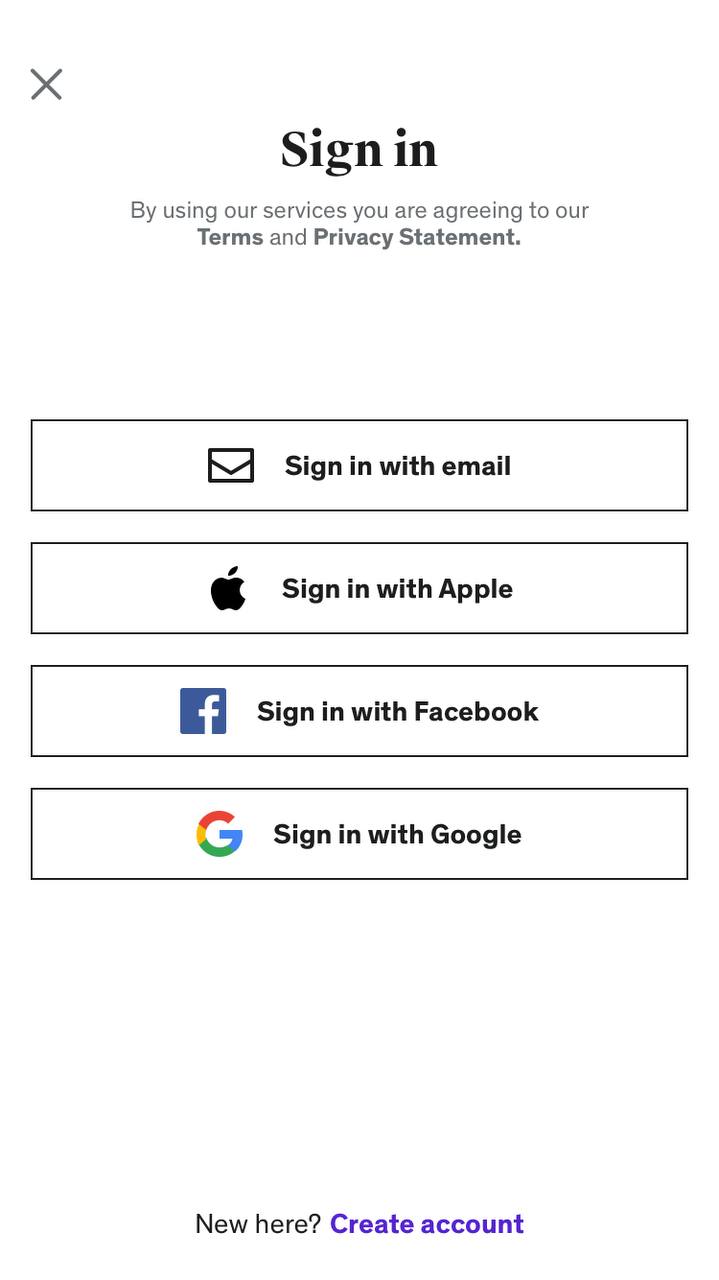 Sign in
By using our services you are agreeing to our
Terms and Privacy Statement.
Sign in with email
Sign in with Apple
Sign in with Facebook
Sign in with Google
New here? Create account